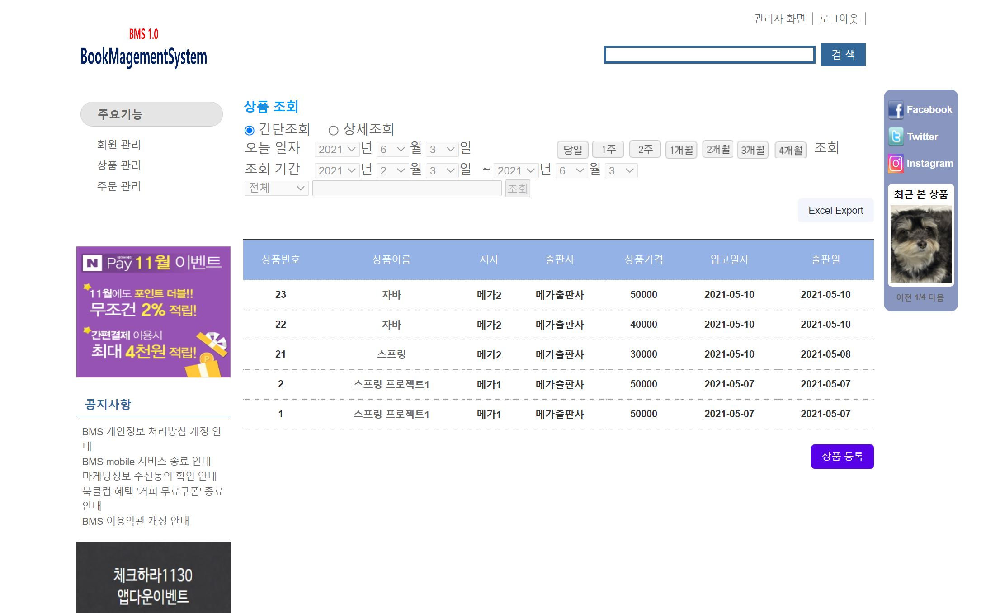 관리자 화면 로그아웃
BMS 1.0
BookMagementSystem
검 색
주요기능
회원 관리
상품 관리
주문 관리
상품 조회
간단조회 상세조회
오늘 일자 2021 년 6 월 3 일 당일 1주 2주 1개월 2개월 3개월 4개월 조회
조회 기간 2021 년 2 월 3 일 ~ 2021 년 6 월 3
전체 조회
Excel Export
Facebook
Twitter
Instagram
최근 본 상품
이전 1/4 다음
상품번호 상품이름 저자 출판사 상품가격 입고일자 출판일
23 자바 메가2 메가출판사 50000 2021-05-10 2021-05-10
22 자바 메가2 메가출판사 40000 2021-05-10 2021-05-10
21 스프링 메가2 메가출판사 30000 2021-05-10 2021-05-08
2 스프링 프로젝트1 메가1 메가출판사 50000 2021-05-07 2021-05-07
1 스프링 프로젝트1 메가1 메가출판사 50000 2021-05-07 2021-05-07
상품 등록
네이버페이
N Pay 11월 이벤트
11월에도 포인트 더블!!
무조건 2% 적립!
간편결제 이용시
최대 4천원 적립!
P
공지사항
BMS 개인정보 처리방침 개정 안
내
BMS mobile 서비스 종료 안내
마케팅정보 수신동의 확인 안내
북클럽 혜택 '커피 무료쿠폰' 종료
안내
BMS 이용약관 개정 안내
체크하라1130
앱다운이벤트